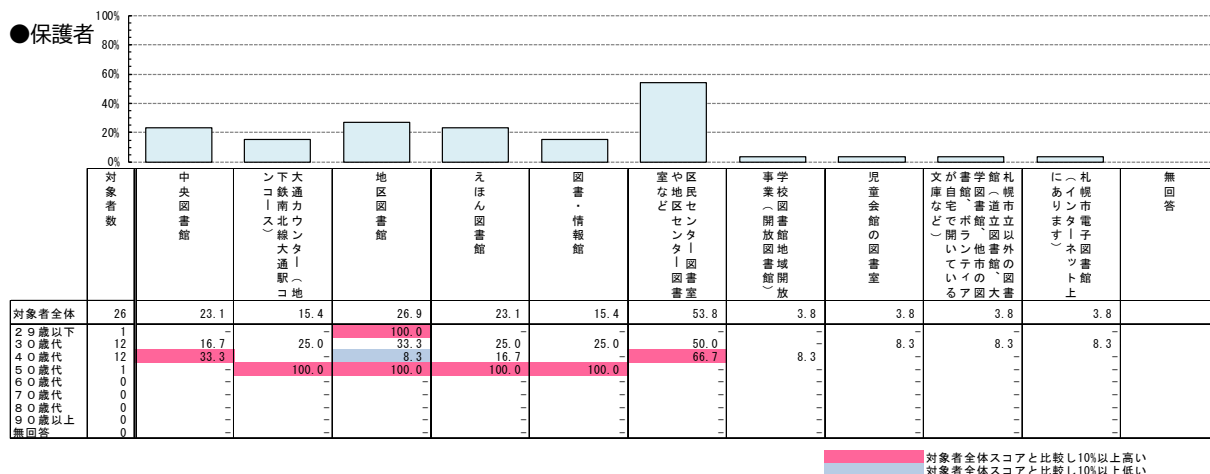 ●保護者
100%
80%
60%
40%
20%
0%
対象者数
中央図書館
大通カウンター（地
下鉄南北線大通駅コ
ンコース）
地区図書館
えほん図書館
図書・情報館
区民センター図書室
や地区センター図書
室など
学校図書館地域開放
事業（開放図書館）
児童会館の図書室
札幌市立以外の図書
館（道立図書館、大
学図書館、他市の図
書館、ボランティア
が自宅で開いている
文庫など）
札幌市電子図書館
（インターネット上
にあります）
無回答
対象者全体 26 23.1 15.4 26.9 23.1 15.4 53.8 3.8 3.8 3.8 3.8
２９歳以下 1 － － 100.0 － － － － － － －
３０歳代 12 16.7 25.0 33.3 25.0 25.0 50.0 － 8.3 8.3 8.3
４０歳代 12 33.3 － 8.3 16.7 － 66.7 8.3 － － －
５０歳代 1 － 100.0 100.0 100.0 100.0 － － － － －
６０歳代 0 － － － － － － － － － －
７０歳代 0 － － － － － － － － － －
８０歳代 0 － － － － － － － － － －
９０歳以上 0 － － － － － － － － － －
無回答 0 － － － － － － － － － －
対象者全体スコアと比較し10%以上高い
対象者全体スコアと比較し10%以上低い